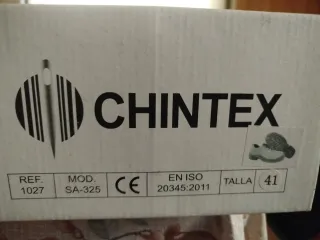 CHINTEX
REF. 1027
MOD. SA-325
CE
EN ISO 20345:2011
TALLA 41